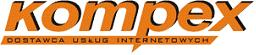 kompex
DOSTAWCA USŁUG INTERNETOWYCH